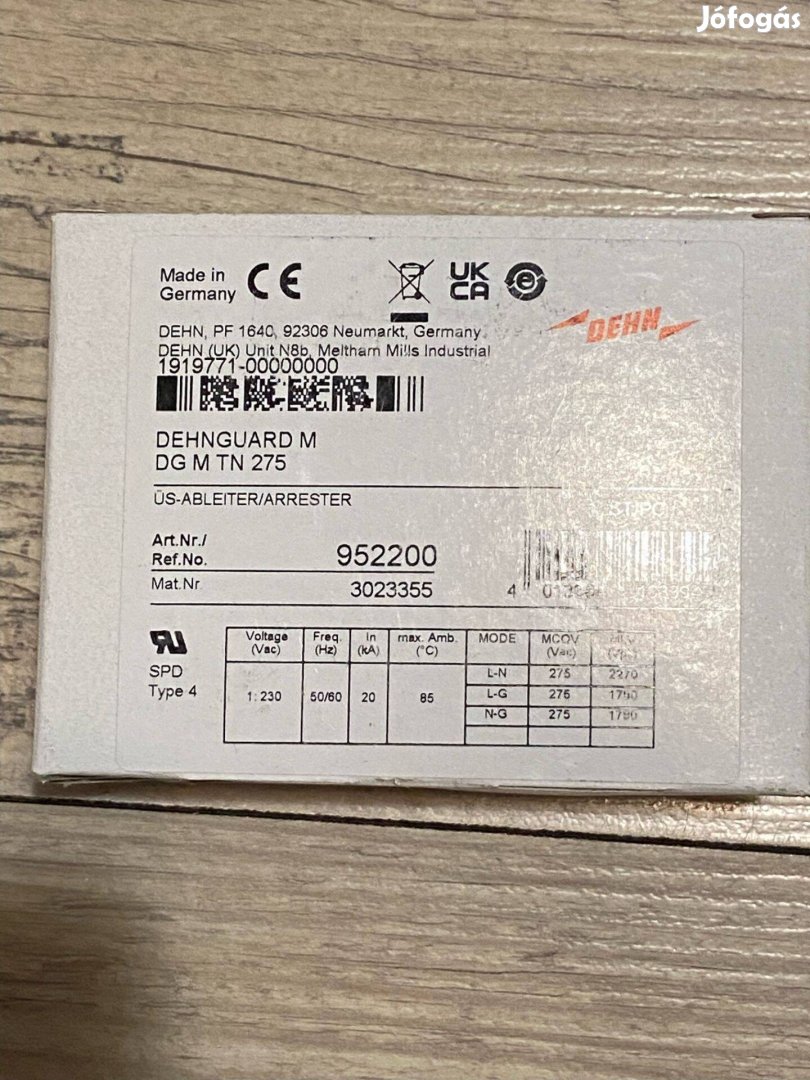 Jófogás
Made in
Germany
CE
UK
CA
DEHN, PF 1640, 92306 Neumarkt, Germany
DEHN
DEHN (UK) Unit N8b, Meltham Mills Industrial
1919771-00000000
DEHNGUARD M
DG M TN 275
ÜS-ABLEITER/ARRESTER
Art.Nr./
Ref.No. 952200
Mat.Nr 3023355
4
SPD
Type 4
Voltage (Vac) Freq. (Hz) In (kA) max. Amb. (°C) MODE MCOV (Vac)
1: 230 50/60 20 85
L-N 275 2270
L-G 275
N-G 275